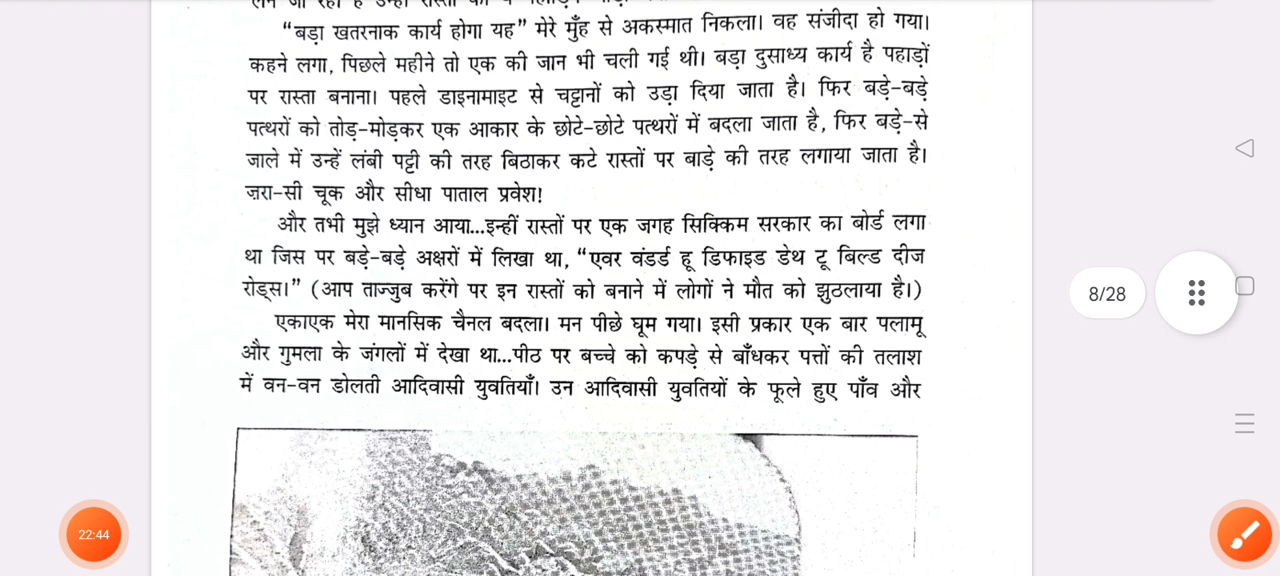 "बड़ा खतरनाक कार्य होगा यह" मेरे मुँह से अकस्मात निकला। वह संजीदा हो गया।
कहने लगा, पिछले महीने तो एक की जान भी चली गई थी। बड़ा दुसाध्य कार्य है पहाड़ों
पर रास्ता बनाना। पहले डाइनामाइट से चट्टानों को उड़ा दिया जाता है। फिर बड़े-बड़े
पत्थरों को तोड़-मोड़कर एक आकार के छोटे-छोटे पत्थरों में बदला जाता है, फिर बड़े-से
जाले में उन्हें लंबी पट्टी की तरह बिठाकर कटे रास्तों पर बाड़े की तरह लगाया जाता है।
ज़रा-सी चूक और सीधा पाताल प्रवेश!
और तभी मुझे ध्यान आया...इन्हीं रास्तों पर एक जगह सिक्किम सरकार का बोर्ड लगा
था जिस पर बड़े-बड़े अक्षरों में लिखा था, "एवर वंडर्ड हू डिफाइड डेथ टू बिल्ड दीज
रोड्स।" (आप ताज्जुब करेंगे पर इन रास्तों को बनाने में लोगों ने मौत को झुठलाया है।)
एकाएक मेरा मानसिक चैनल बदला। मन पीछे घूम गया। इसी प्रकार एक बार पलामू
और गुमला के जंगलों में देखा था...पीठ पर बच्चे को कपड़े से बाँधकर पत्तों की तलाश
में वन-वन डोलती आदिवासी युवतियाँ। उन आदिवासी युवतियों के फूले हुए पाँव और
8/28
22:44